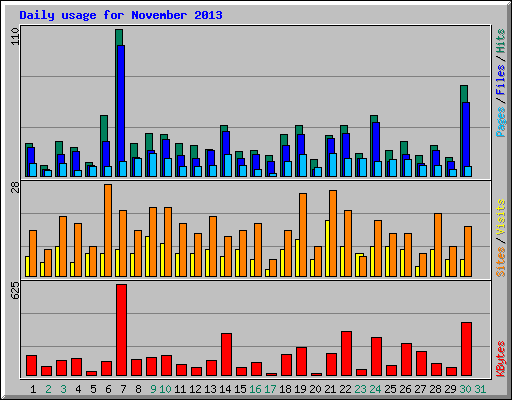 Daily usage for November 2013
110
Pages / Files / Hits
28
Sites / Visits
625
KBytes
1 2 3 4 5 6 7 8 9 10 11 12 13 14 15 16 17 18 19 20 21 22 23 24 25 26 27 28 29 30 31